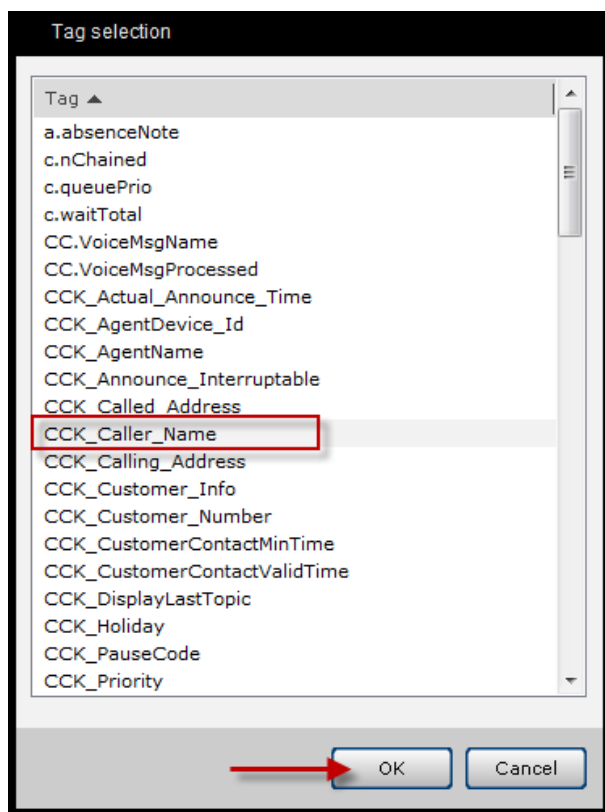 Tag selection
Tag
a.absenceNote
c.nChained
c.queuePrio
c.waitTotal
CC.VoiceMsgName
CC.VoiceMsgProcessed
CCK_Actual_Announce_Time
CCK_AgentDevice_Id
CCK_AgentName
CCK_Announce_Interruptable
CCK_Called_Address
CCK_Caller_Name
CCK_Calling_Address
CCK_Customer_Info
CCK_Customer_Number
CCK_CustomerContactMinTime
CCK_CustomerContactValidTime
CCK_DisplayLastTopic
CCK_Holiday
CCK_PauseCode
CCK_Priority
OK Cancel